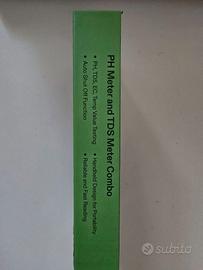 PH Meter and TDS Meter Combo
• PH, TDS, EC, Temp Value Testing
• Auto Shut Off Function
• Handheld Design for Portability
• Reliable and Fast Reading
subito